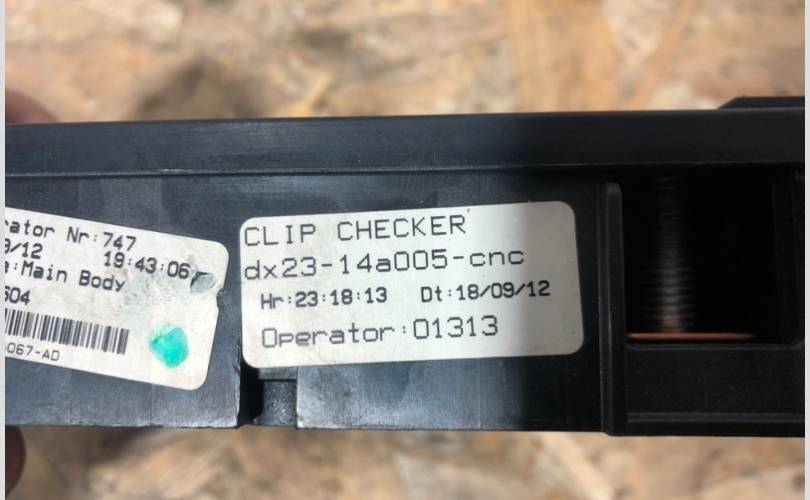 Nr:747
19:43:06
Main Body
CLIP CHECKER
dx23-14a005-cnc
Hr:23:18:13 Dt:18/09/12
Operator:01313